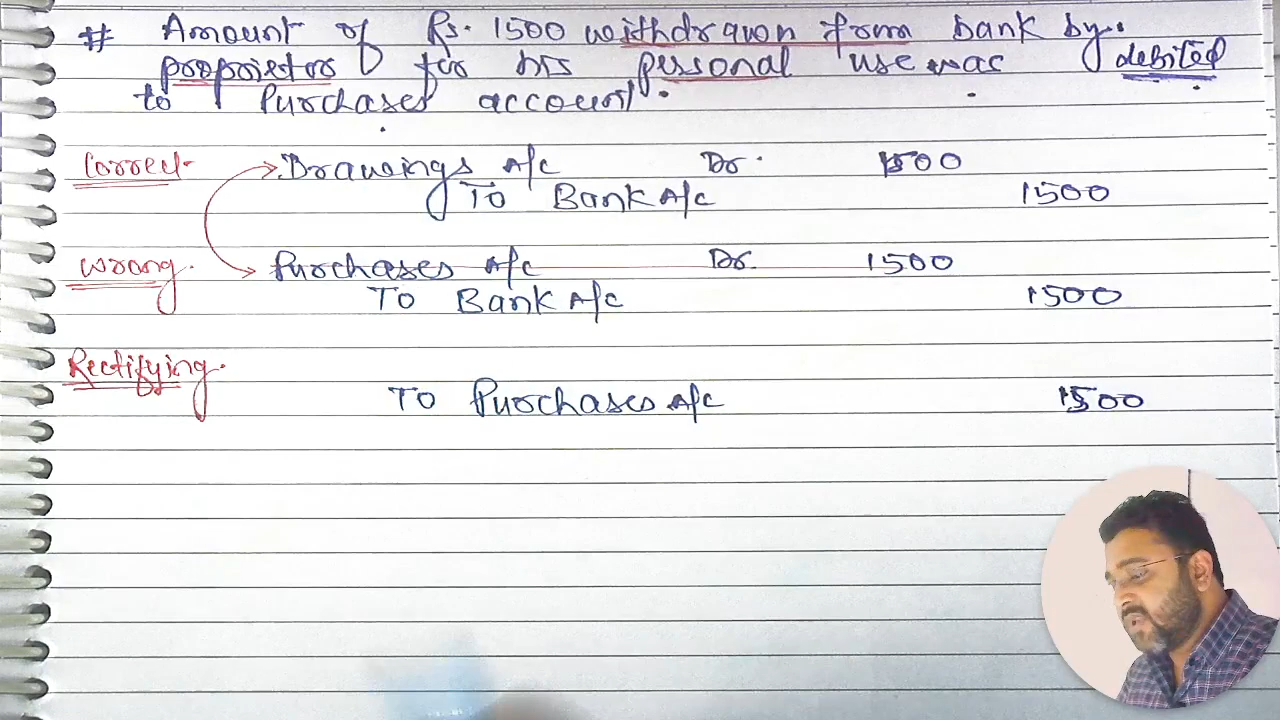 # Amount of Rs. 1500 withdrawn from bank by
proprietor for his personal use was debited
to Purchases account.
Correct Drawings A/c Dr. 1500
To Bank A/c 1500
Wrong. Purchases A/c Dr. 1500
To Bank A/c 1500
Rectifying.
To Purchases A/c 1500